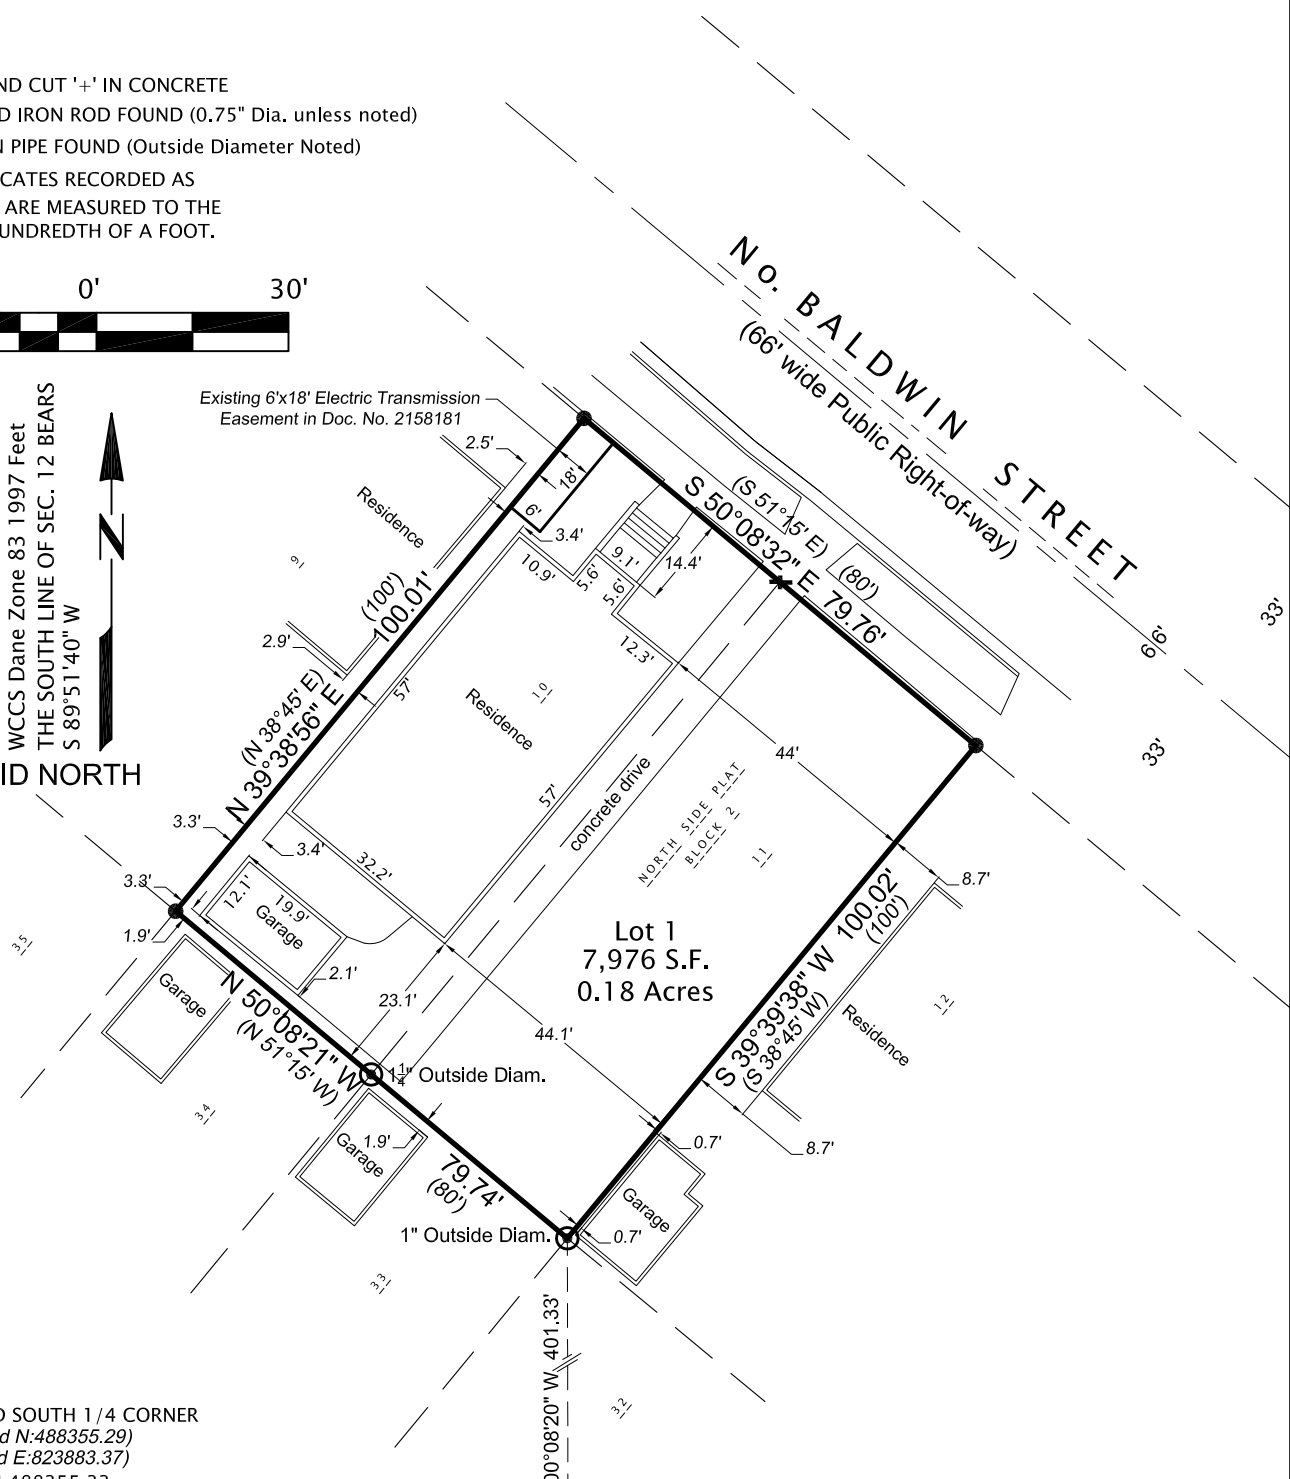 ND CUT '+' IN CONCRETE
D IRON ROD FOUND (0.75" Dia. unless noted)
N PIPE FOUND (Outside Diameter Noted)
CATES RECORDED AS
ARE MEASURED TO THE
UNDREDTH OF A FOOT.
0'
30'
WCCS Dane Zone 83 1997 Feet
THE SOUTH LINE OF SEC. 12 BEARS
S 89°51'40" W
N
ID NORTH
No. BALDWIN STREET
(66' wide Public Right-of-way)
66'
33'
33'
Existing 6'x18' Electric Transmission
Easement in Doc. No. 2158181
2.5'
18'
6'
3.4'
Residence
9
(S 51°15' E)
S 50°08'32" E 79.76'
(80')
10.9'
5.6'
9.1'
5.6'
14.4'
12.3'
(100')
100.01'
2.9'
(N 38°45' E)
N 39°38'56" E
57'
10
Residence
57'
concrete drive
44'
NORTH SIDE PLAT
BLOCK 2
11
3.3'
3.4'
32.2'
3.3'
12.1'
19.9'
Garage
1.9'
2.1'
Lot 1
7,976 S.F.
0.18 Acres
8.7'
S 39°39'38" W 100.02'
(S 38°45' W)
(100')
12
Residence
8.7'
35
Garage
N 50°08'21" W
(N 51°15' W)
23.1'
44.1'
1 1/4" Outside Diam.
34
Garage
1.9'
79.74'
(80')
0.7'
Garage
0.7'
1" Outside Diam.
33
00°08'20" W 401.33'
32
D SOUTH 1/4 CORNER
d N:488355.29)
d E:823883.37)